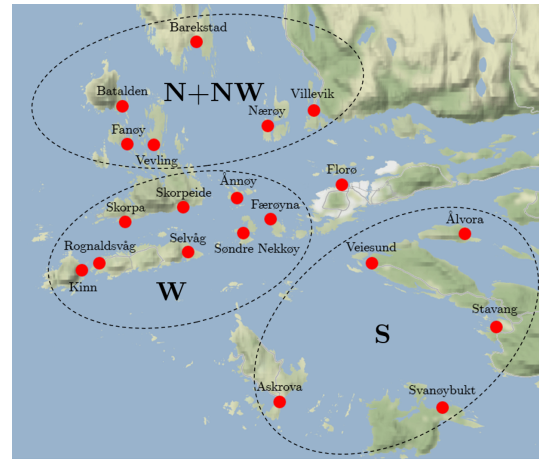 Barekstad
N+NW
Batalden
Villevik
Nærøy
Fanøy
Vevling
Florø
Ånnøy
Skorpeide
Færøyna
Skorpa
Ålvora
Søndre Nekkøy
Selvåg
Veiesund
Rognaldsvåg
Kinn
W
Stavang
S
Askrova
Svanøybukt